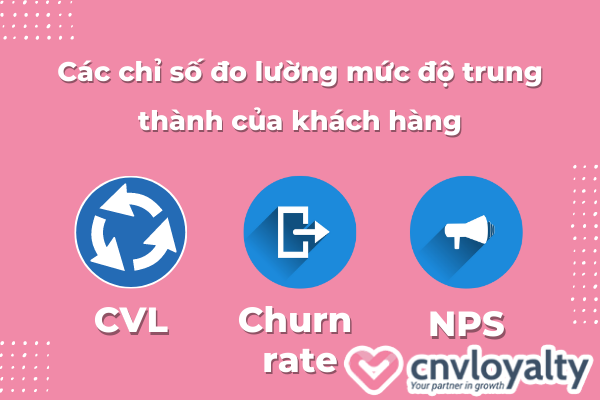 Các chỉ số đo lường mức độ trung
thành của khách hàng
CVL
Churn
rate
NPS
cnvloyalty
Your partner in growth